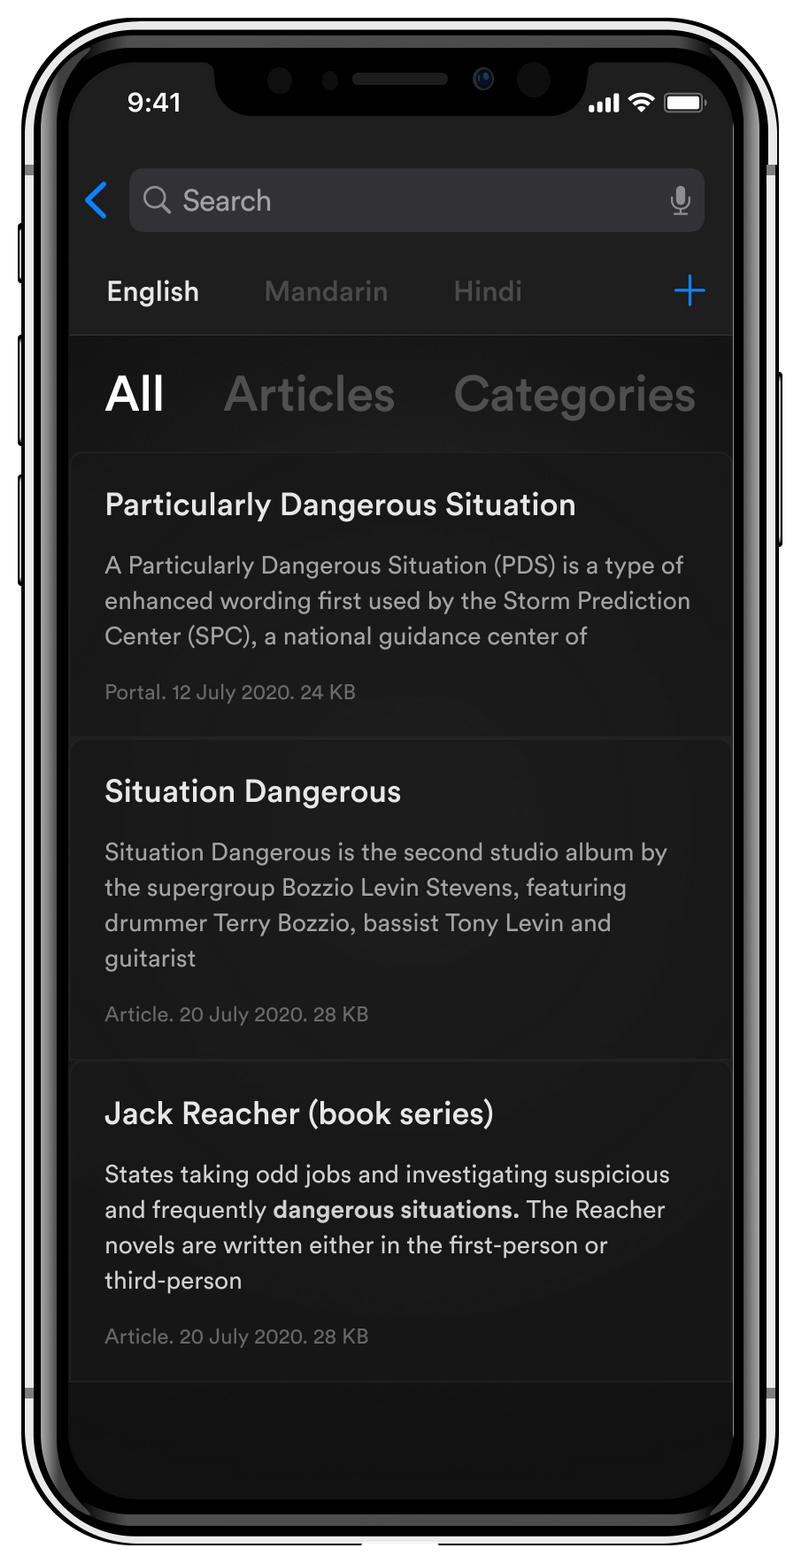 9:41
Search
English Mandarin Hindi
All Articles Categories
Particularly Dangerous Situation
A Particularly Dangerous Situation (PDS) is a type of
enhanced wording first used by the Storm Prediction
Center (SPC), a national guidance center of
Portal. 12 July 2020. 24 KB
Situation Dangerous
Situation Dangerous is the second studio album by
the supergroup Bozzio Levin Stevens, featuring
drummer Terry Bozzio, bassist Tony Levin and
guitarist
Article. 20 July 2020. 28 KB
Jack Reacher (book series)
States taking odd jobs and investigating suspicious
and frequently dangerous situations. The Reacher
novels are written either in the first-person or
third-person
Article. 20 July 2020. 28 KB